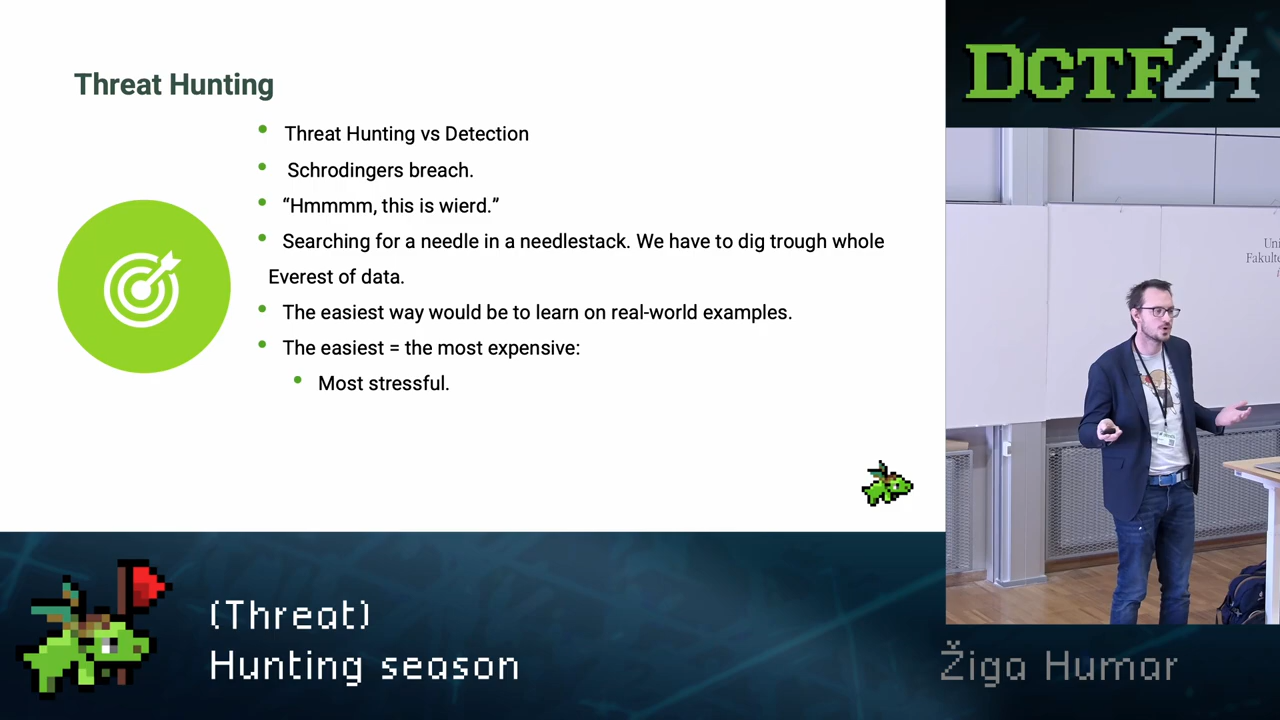 Threat Hunting
Threat Hunting vs Detection
Schrodingers breach.
“Hmmmm, this is wierd.”
Searching for a needle in a needlestack. We have to dig trough whole
Everest of data.
The easiest way would be to learn on real-world examples.
The easiest = the most expensive:
Most stressful.
DCTF24
Uni
Fakulte
(Threat)
Hunting season
Žiga Humar